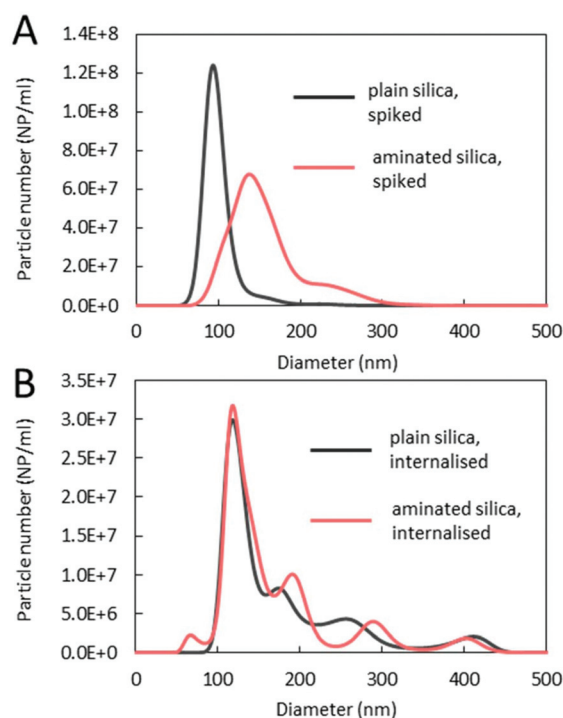 A
Particle number (NP/ml)
1.4E+8
1.2E+8
1.0E+8
8.0E+7
6.0E+7
4.0E+7
2.0E+7
0.0E+0
plain silica,
spiked
aminated silica,
spiked
0 100 200 300 400 500
Diameter (nm)
B
Particle number (NP/ml)
3.5E+7
3.0E+7
2.5E+7
2.0E+7
1.5E+7
1.0E+7
5.0E+6
0.0E+0
plain silica,
internalised
aminated silica,
internalised
0 100 200 300 400 500
Diameter (nm)